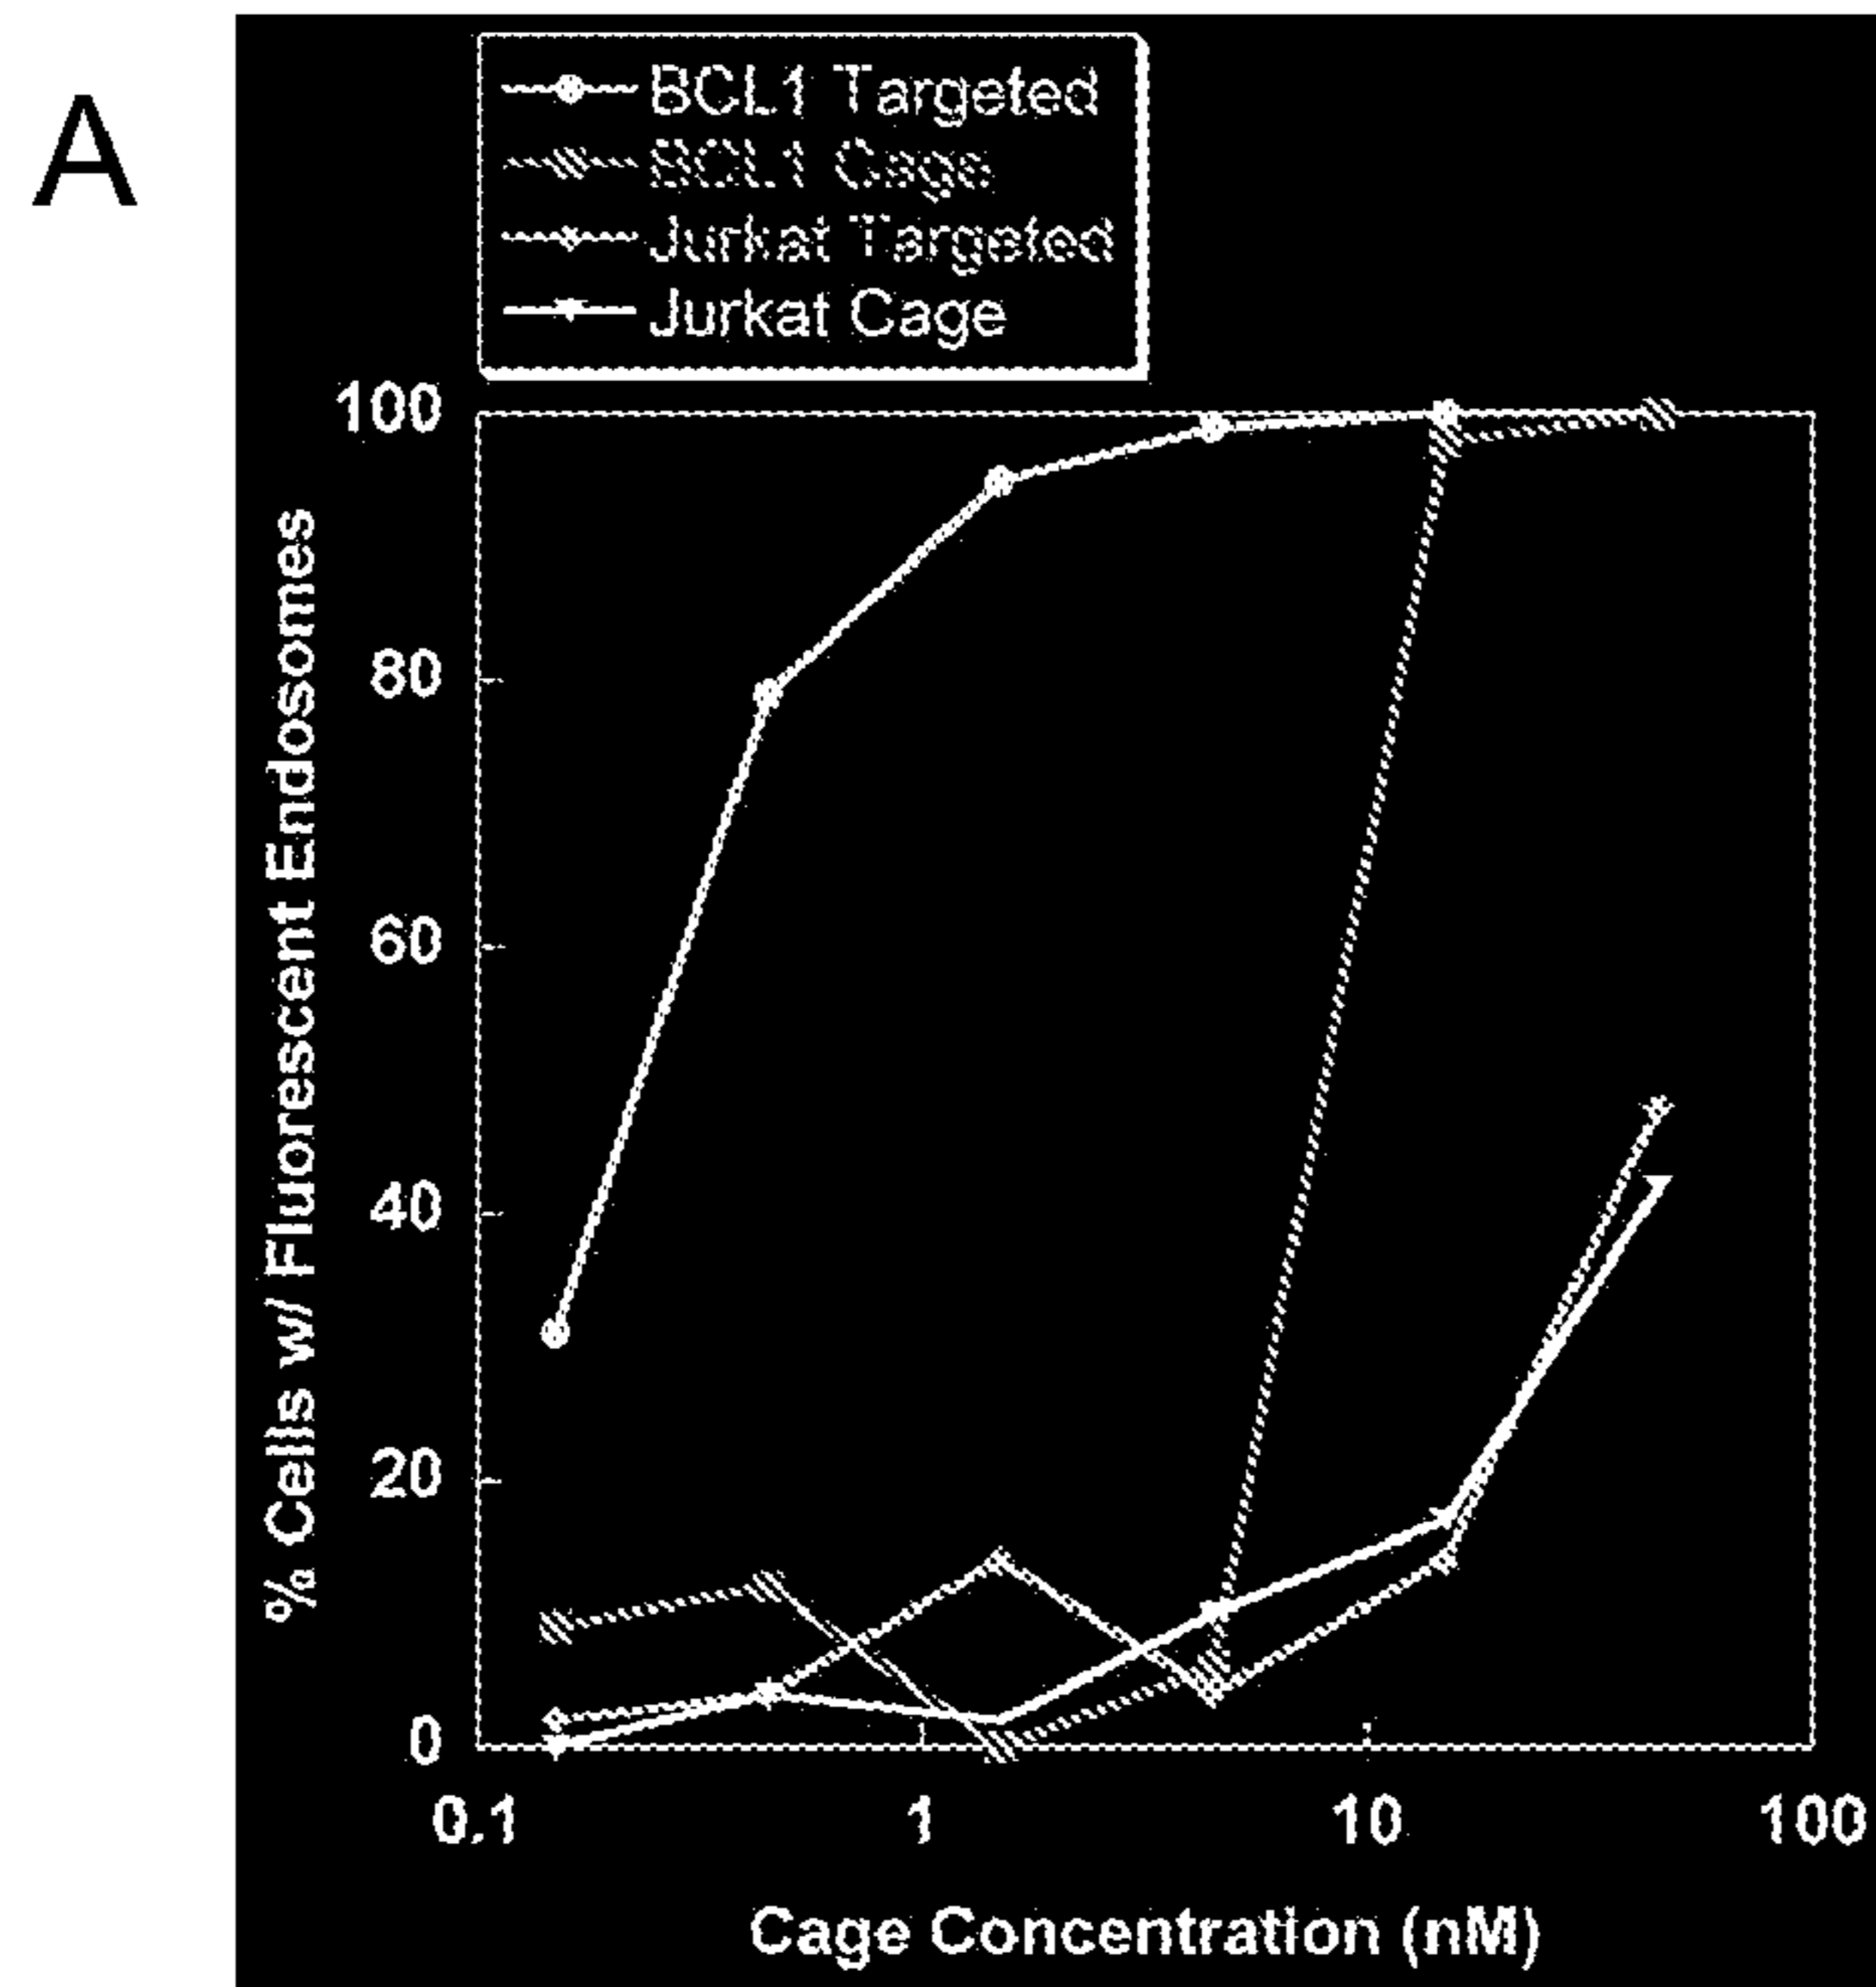 A
BCL1 Targeted
BCL1 Cage
Jurkat Targeted
Jurkat Cage
100
80
60
40
20
0
% Cells w/ Fluorescent Endosomes
0.1 1 10 100
Cage Concentration (nM)